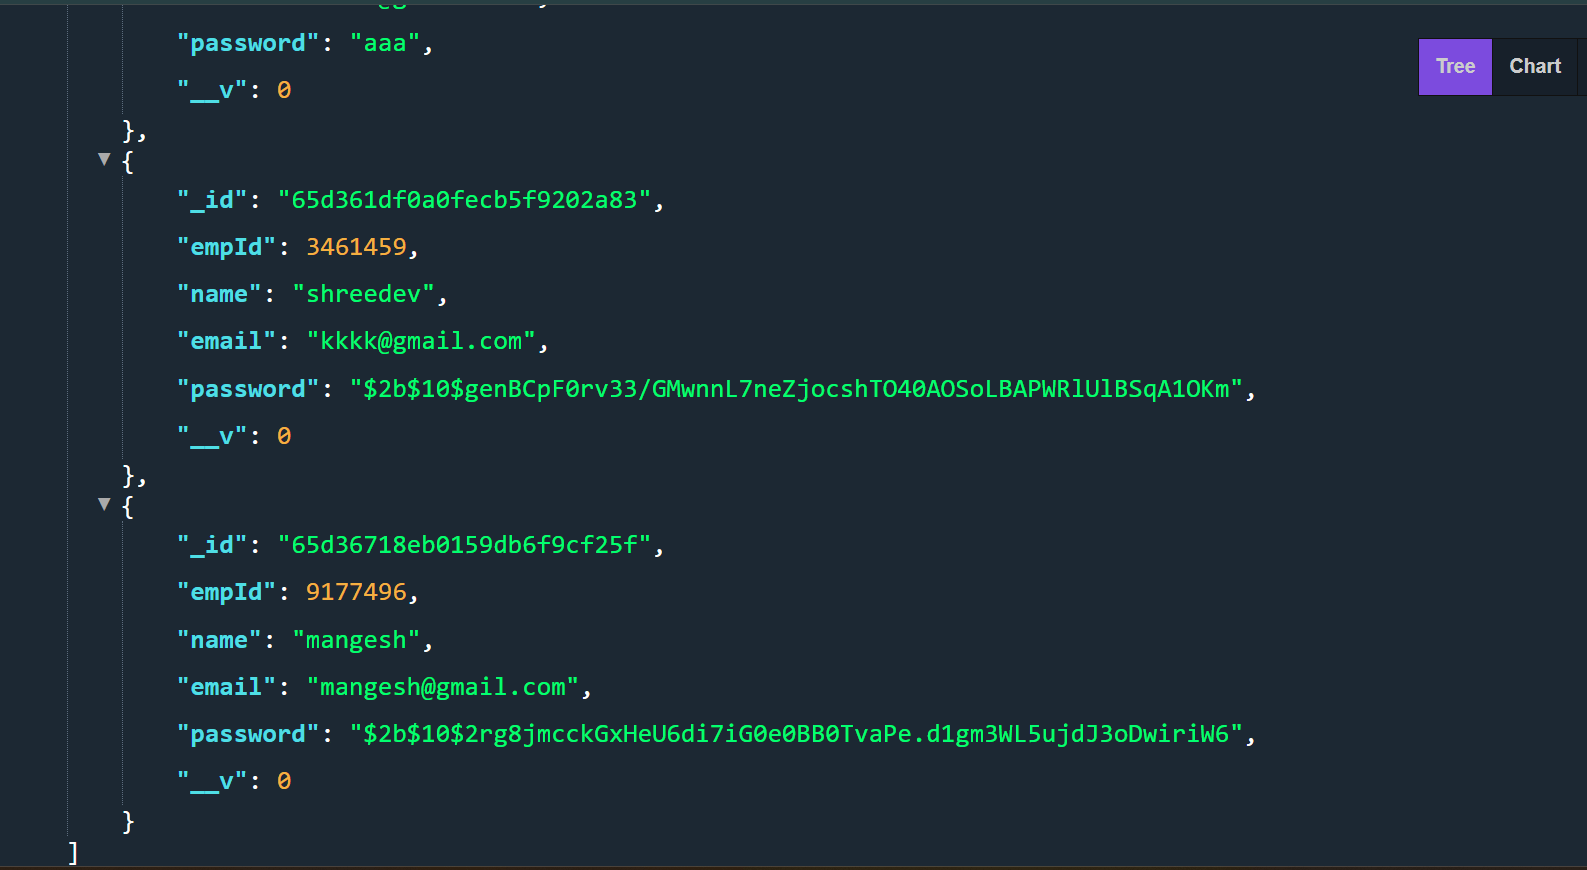 "password": "aaa",
Tree Chart
"__v": 0
},
{
"_id": "65d361df0a0fecb5f9202a83",
"empId": 3461459,
"name": "shreedev",
"email": "kkkk@gmail.com",
"password": "$2b$10$genBCpF0rv33/GMwnnL7neZjocshTO40AOSoLBAPWRlUlBSqA1OKm",
"__v": 0
},
{
"_id": "65d36718eb0159db6f9cf25f",
"empId": 9177496,
"name": "mangesh",
"email": "mangesh@gmail.com",
"password": "$2b$10$2rg8jmcckGxHeU6di7iG0e0BB0TvaPe.d1gm3WL5ujdJ3oDwiriW6",
"__v": 0
}
]